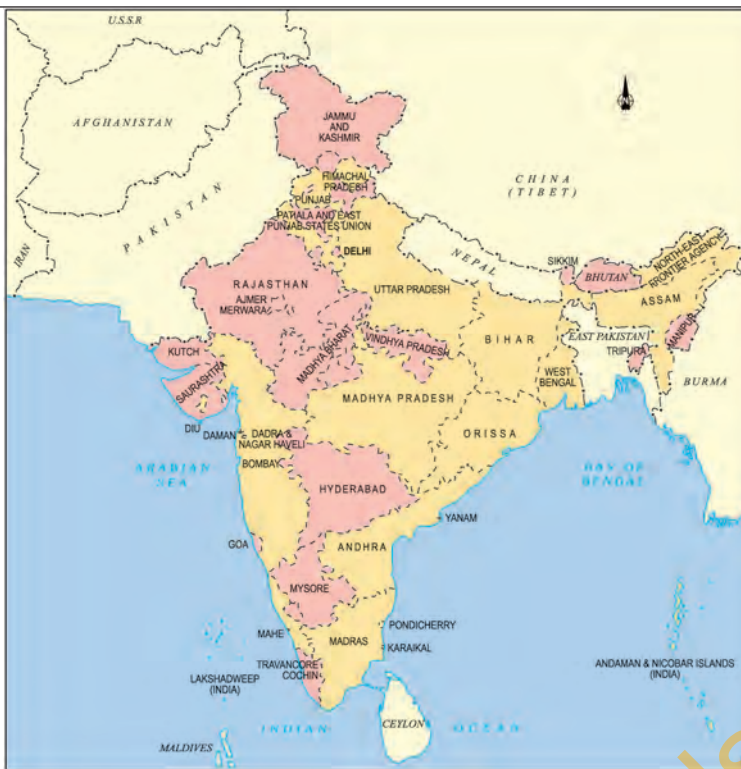 U.S.S.R
AFGHANISTAN
JAMMU
AND
KASHMIR
CHINA
(TIBET)
HIMACHAL
PRADESH
PUNJAB
PATIALA AND EAST
PUNJAB STATES UNION
PAKISTAN
IRAN
DELHI
NEPAL
SIKKIM
BHUTAN
NORTH-EAST
FRONTIER AGENCY
ASSAM
RAJASTHAN
AJMER
MERWARA
UTTAR PRADESH
MADHYA BHARAT
VINDHYA PRADESH
BIHAR
EAST PAKISTAN
TRIPURA
MANIPUR
KUTCH
SAURASHTRA
WEST
BENGAL
BURMA
MADHYA PRADESH
DIU
DAMAN
DADRA &
NAGAR HAVELI
ORISSA
BOMBAY
ARABIAN
SEA
BAY OF
BENGAL
HYDERABAD
YANAM
GOA
ANDHRA
MYSORE
MAHE
MADRAS
PONDICHERRY
KARAIKAL
TRAVANCORE
COCHIN
LAKSHADWEEP
(INDIA)
ANDAMAN & NICOBAR ISLANDS
(INDIA)
CEYLON
INDIAN OCEAN
MALDIVES